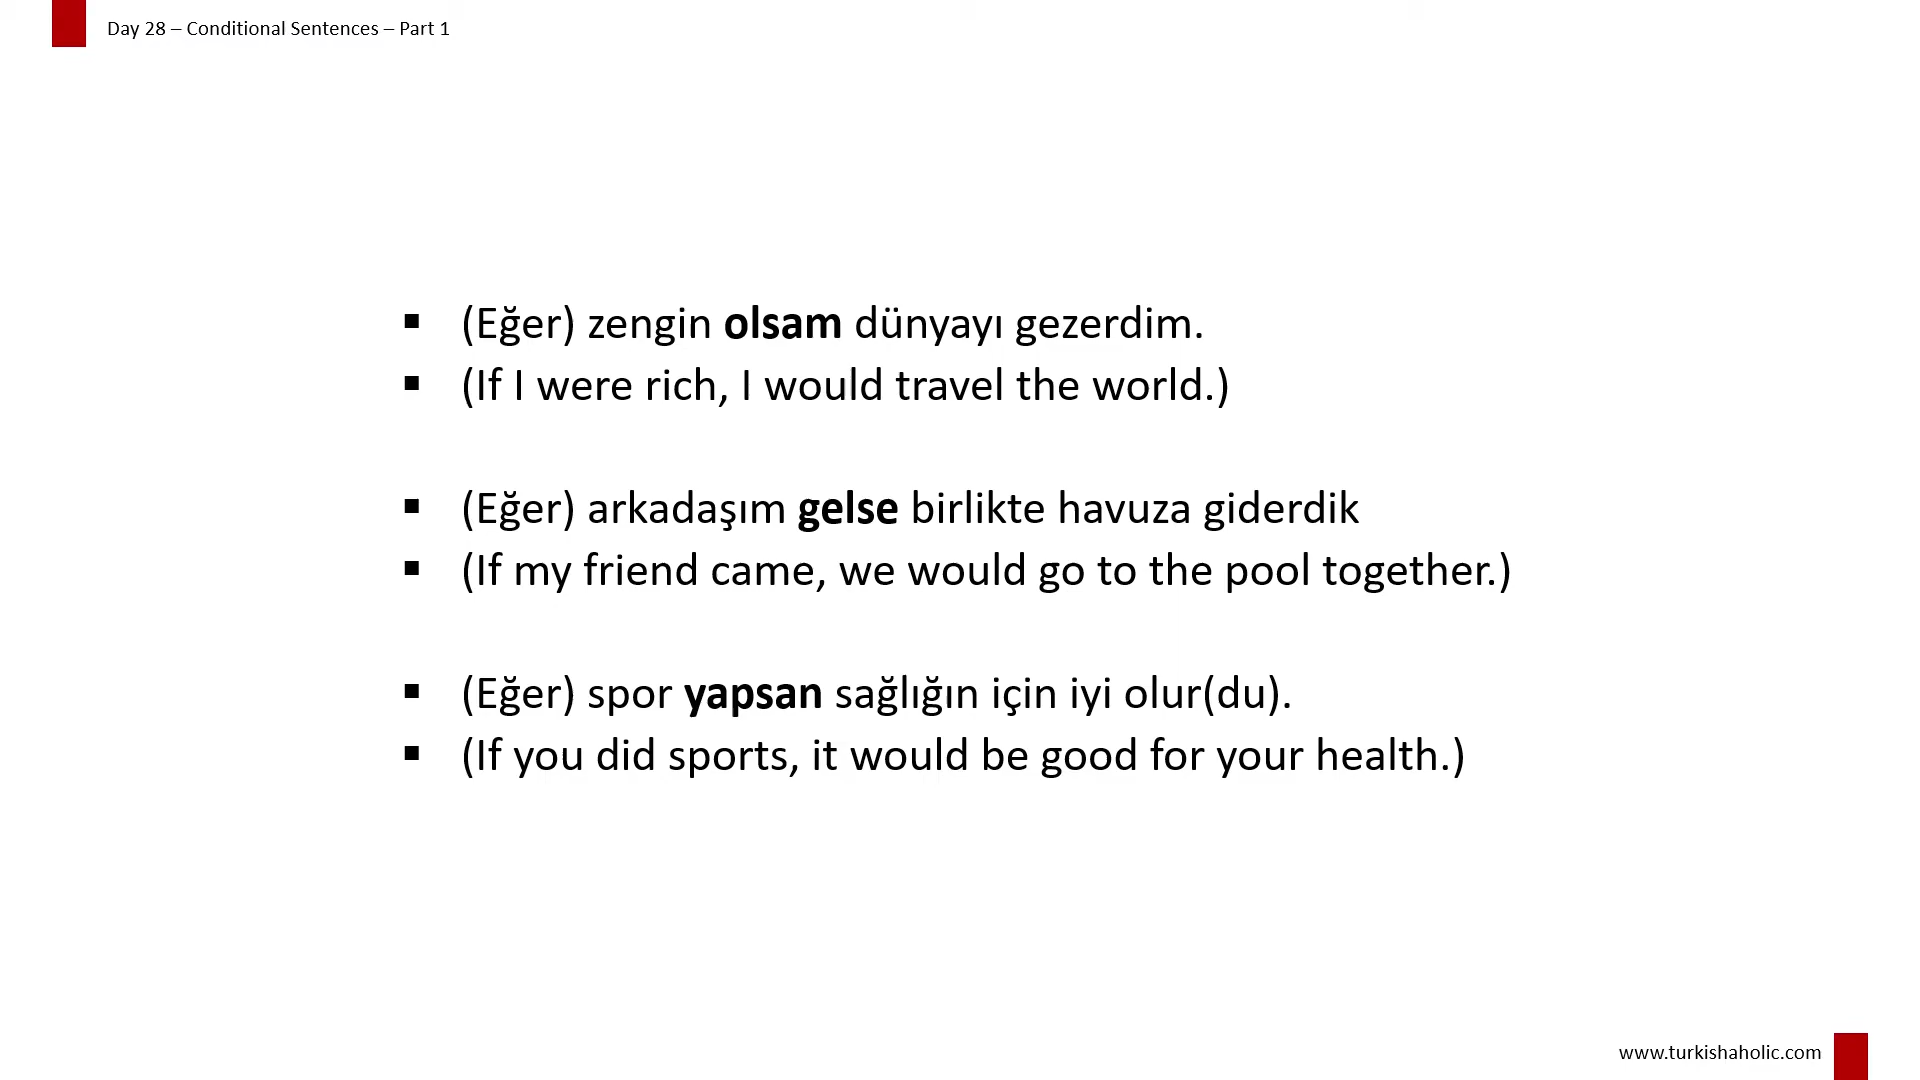 Day 28 – Conditional Sentences – Part 1
▪ (Eğer) zengin olsam dünyayı gezerdim.
▪ (If I were rich, I would travel the world.)
▪ (Eğer) arkadaşım gelse birlikte havuza giderdik
▪ (If my friend came, we would go to the pool together.)
▪ (Eğer) spor yapsan sağlığın için iyi olur(du).
▪ (If you did sports, it would be good for your health.)
www.turkishaholic.com